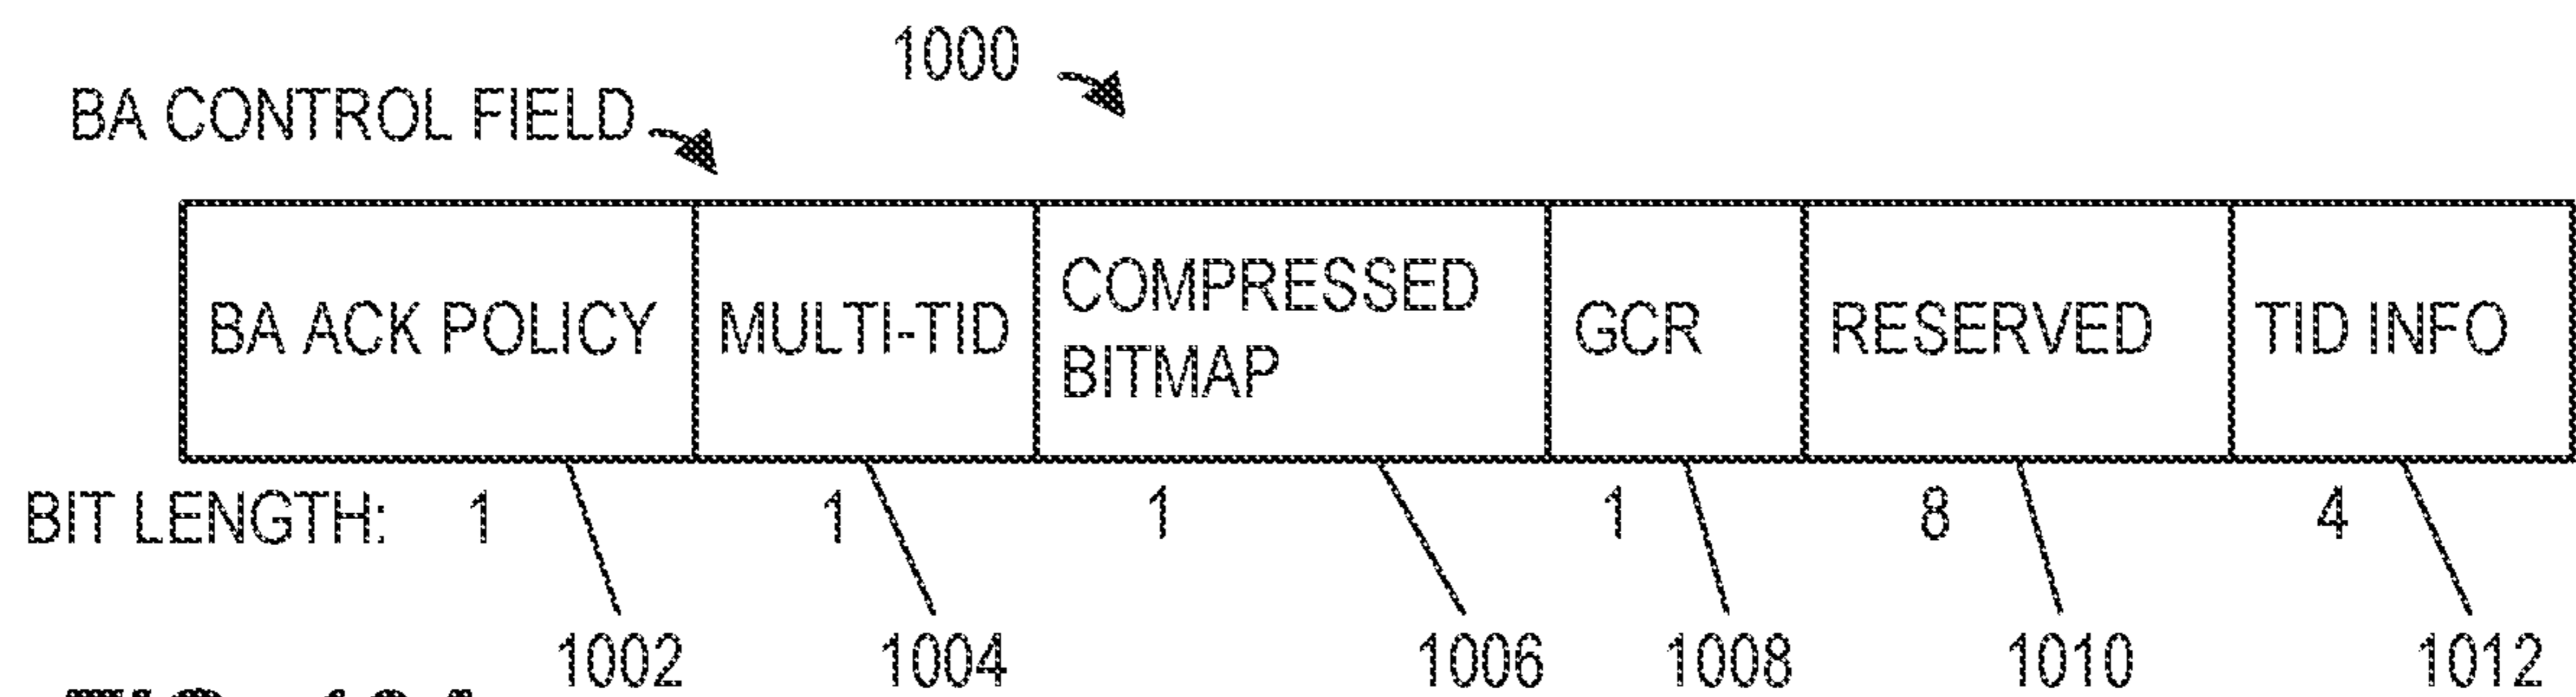 1000
BA CONTROL FIELD
BA ACK POLICY MULTI-TID COMPRESSED BITMAP GCR RESERVED TID INFO
BIT LENGTH: 1 1 1 1 8 4
1002 1004 1006 1008 1010 1012